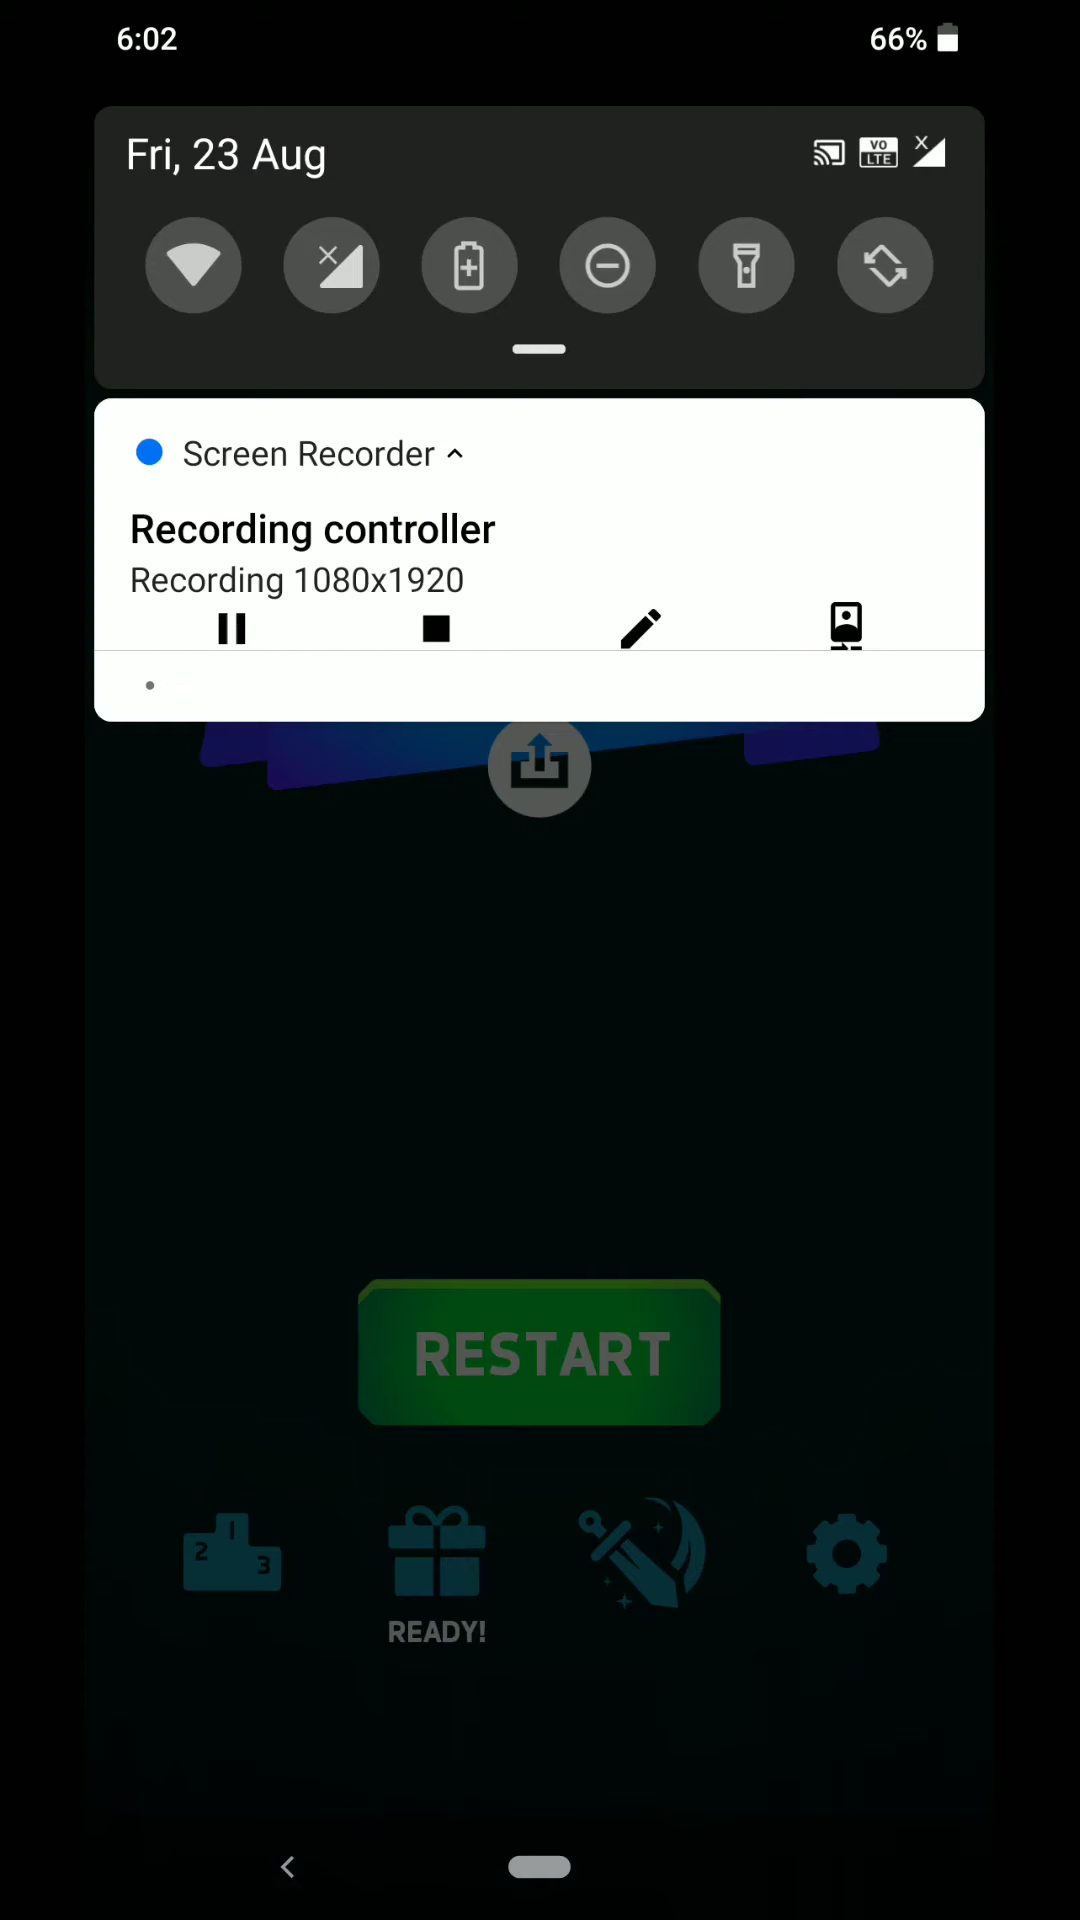 6:02
66%
Fri, 23 Aug
VO
LTE
Screen Recorder
Recording controller
Recording 1080x1920
RESTART
1
2
3
READY!